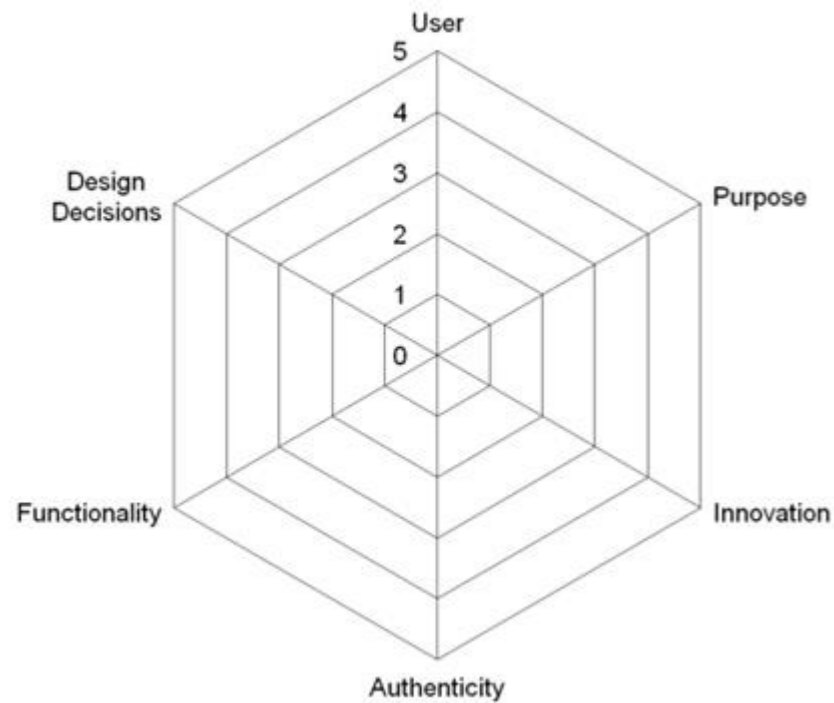 User
5
4
3
2
1
0
Design
Decisions
Purpose
Functionality
Innovation
Authenticity